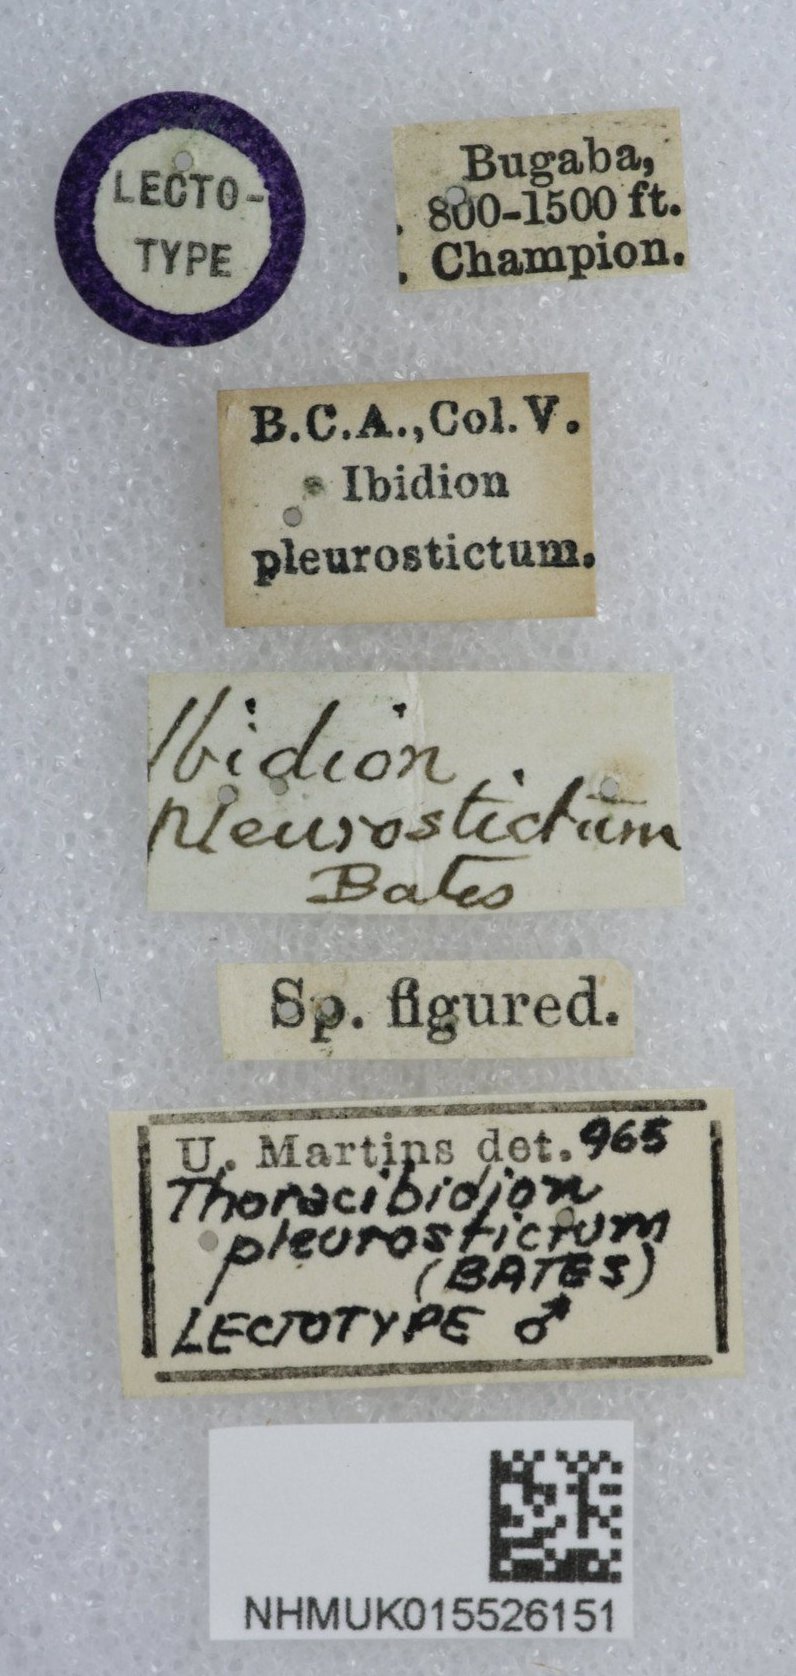 LECTO-
TYPE
Bugaba,
800-1500 ft.
Champion.
B.C.A.,Col.V.
Ibidion
pleurostictum.
Ibidion
pleurostictum
Bates
Sp. figured.
U. Martins det. 965
Thoracibidion
pleurostictum
(BATES)
LECTOTYPE ♂
NHMUK015526151